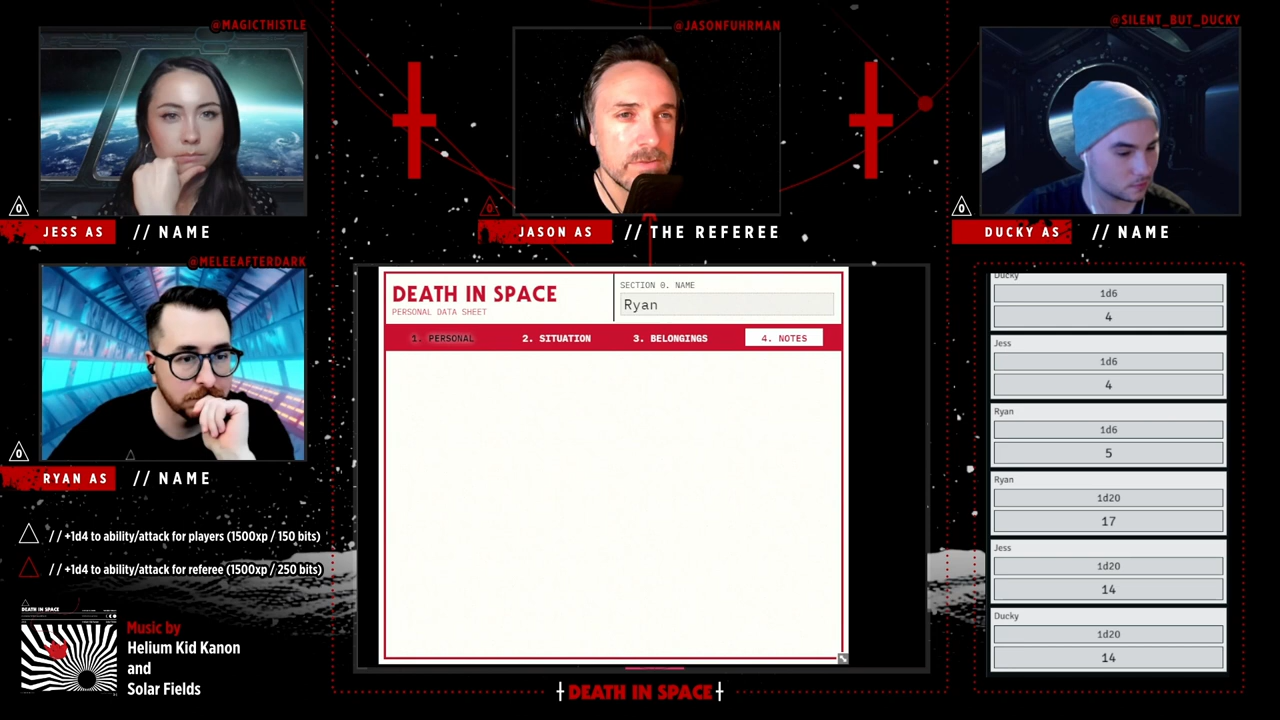 @MAGICTHISTLE
@JASONFUHRMAN
@SILENT_BUT_DUCKY
0
0
0
JESS AS // NAME
JASON AS // THE REFEREE
DUCKY AS // NAME
@MELEEAFTERDARK
0
RYAN AS // NAME
// +1d4 to ability/attack for players (1500xp / 150 bits)
// +1d4 to ability/attack for referee (1500xp / 250 bits)
DEATH IN SPACE
Music by
Helium Kid Kanon
and
Solar Fields
DEATH IN SPACE
PERSONAL DATA SHEET
SECTION 0. NAME
Ryan
1. PERSONAL
2. SITUATION
3. BELONGINGS
4. NOTES
Ducky
1d6
4
Jess
1d6
4
Ryan
1d6
5
Ryan
1d20
17
Jess
1d20
14
Ducky
1d20
14
DEATH IN SPACE